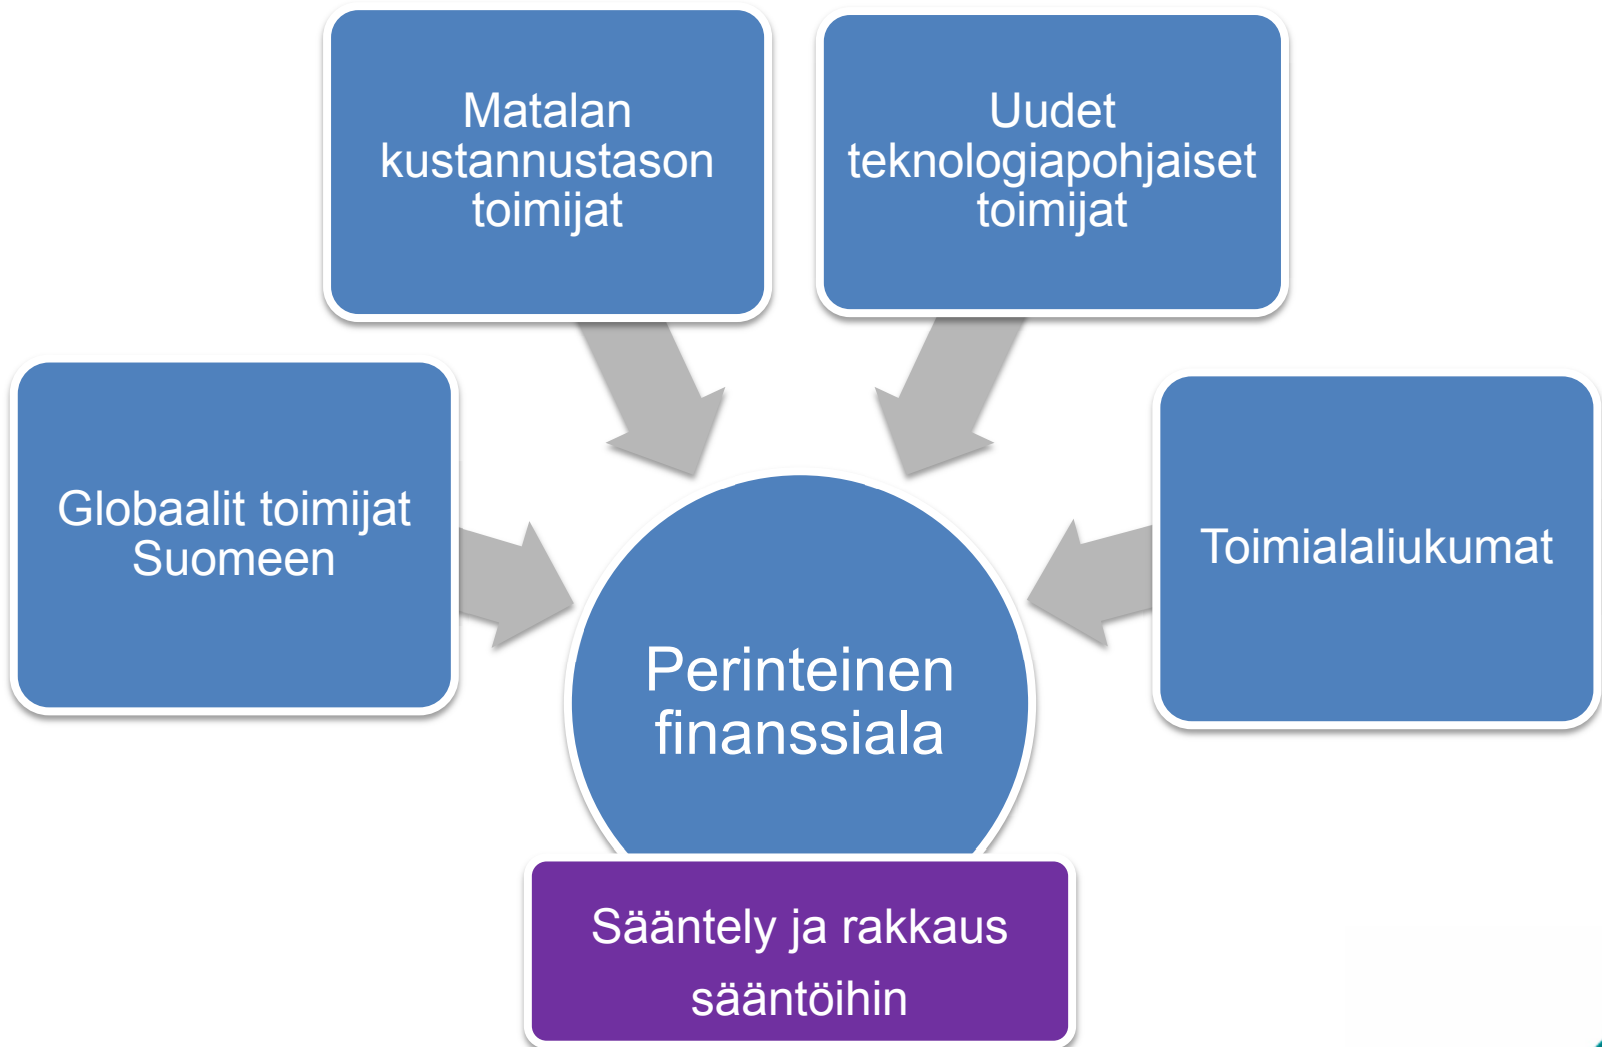 Matalan
kustannustason
toimijat
Uudet
teknologiapohjaiset
toimijat
Globaalit toimijat
Suomeen
Toimialaliukumat
Perinteinen
finanssiala
Sääntely ja rakkaus
sääntöihin